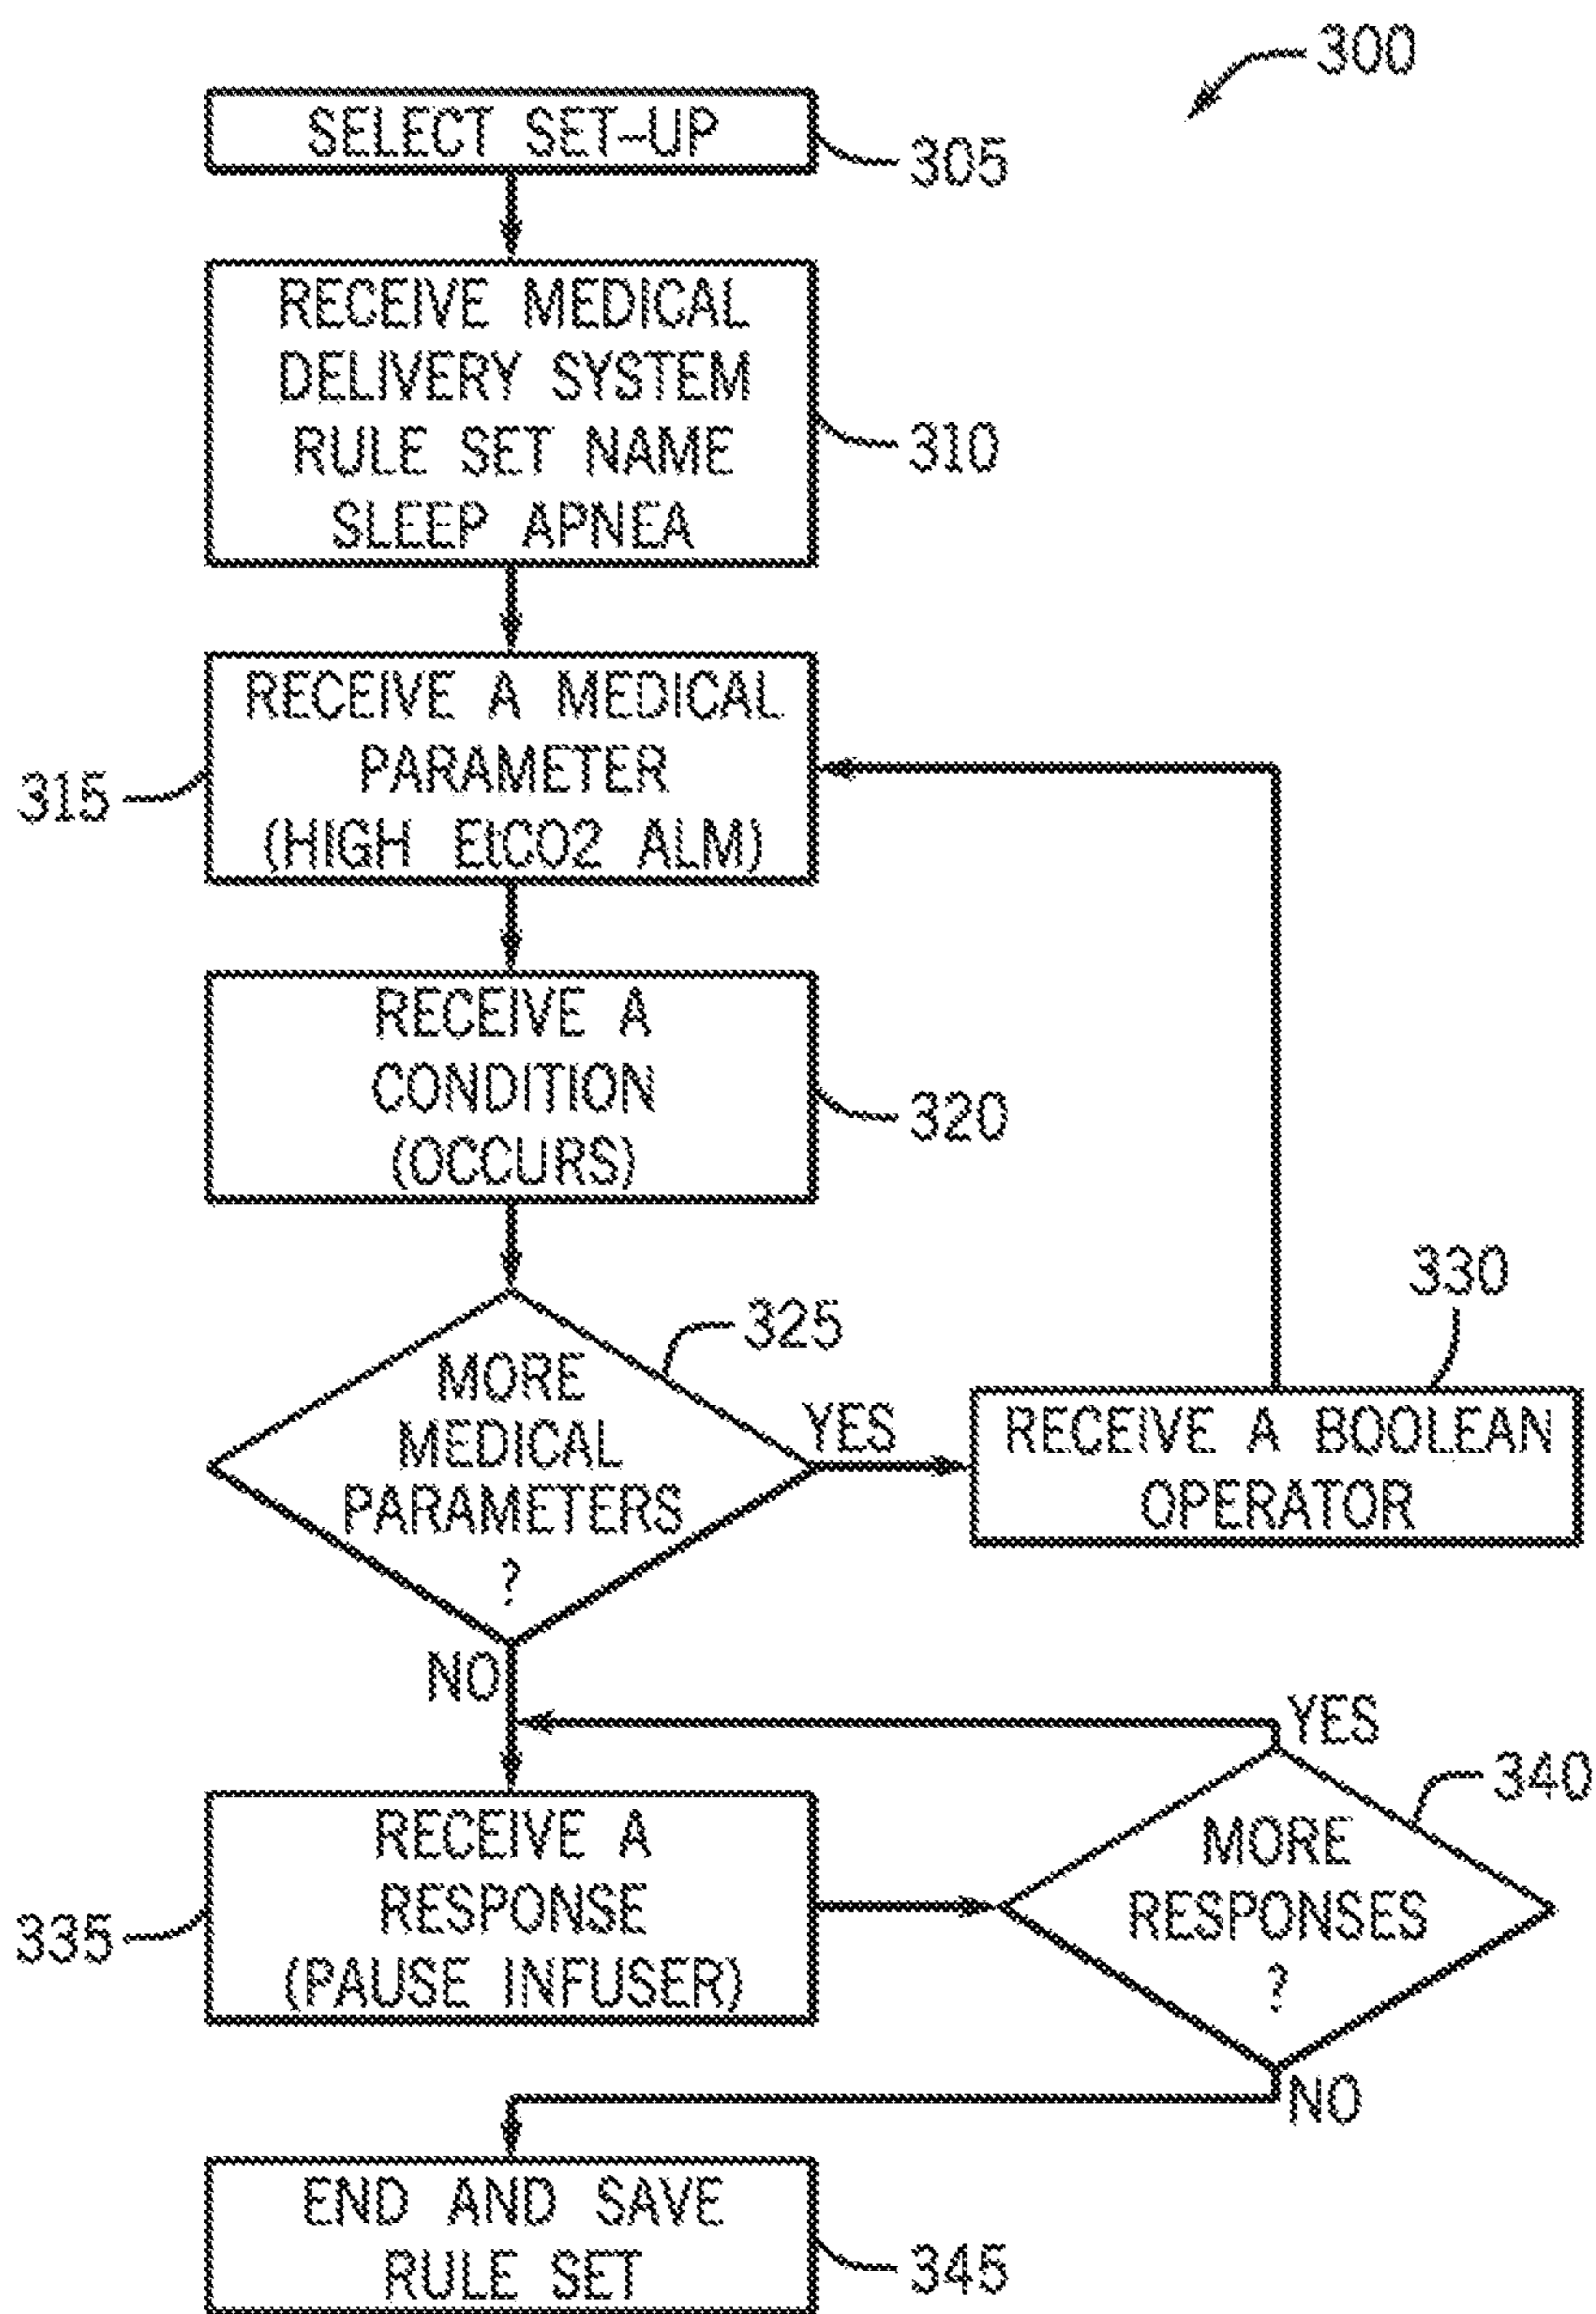 300
SELECT SET-UP
305
RECEIVE MEDICAL
DELIVERY SYSTEM
RULE SET NAME
SLEEP APNEA
310
RECEIVE A MEDICAL
PARAMETER
(HIGH EtCO2 ALM)
315
RECEIVE A
CONDITION
(OCCURS)
320
MORE
MEDICAL
PARAMETERS
?
325
YES
NO
330
RECEIVE A BOOLEAN
OPERATOR
RECEIVE A
RESPONSE
(PAUSE INFUSER)
335
YES
340
MORE
RESPONSES
?
NO
END AND SAVE
RULE SET
345